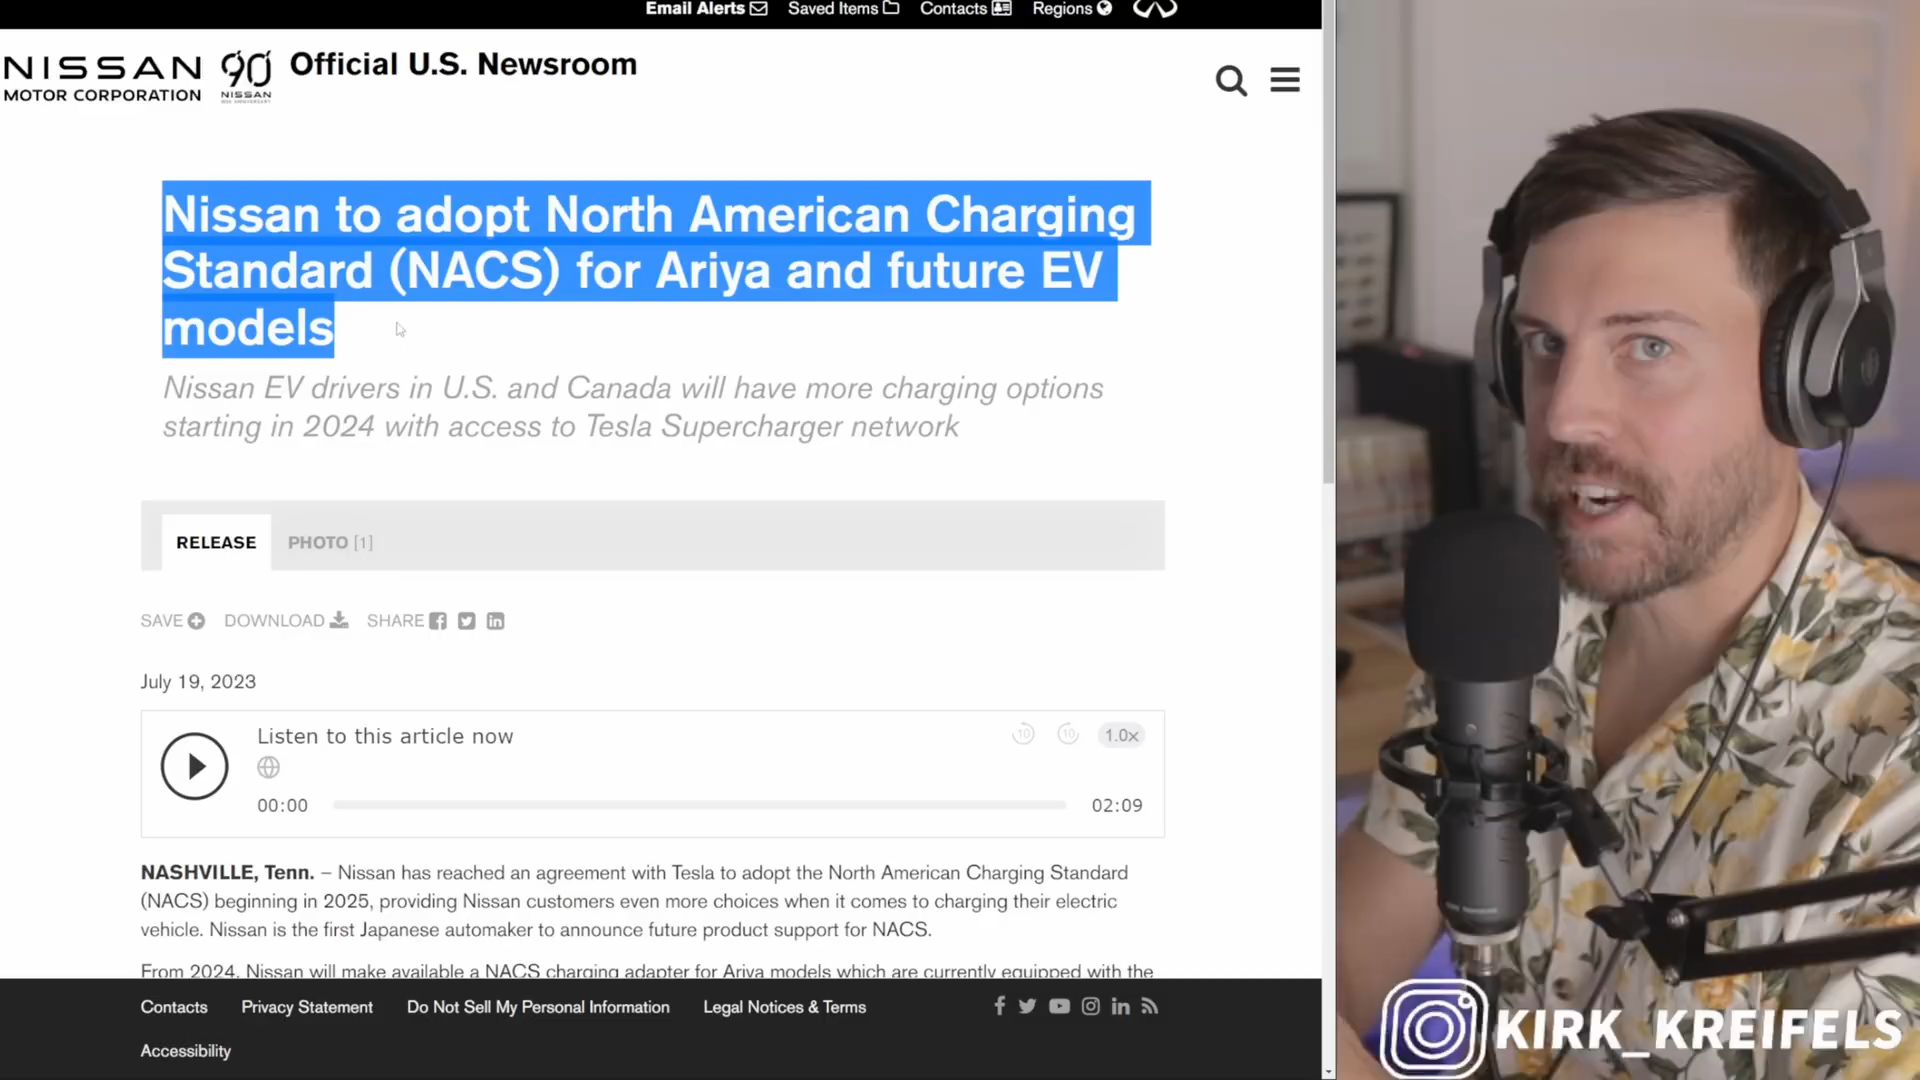 Email Alerts Saved Items Contacts Regions
NISSAN
MOTOR CORPORATION
90
NISSAN
Official U.S. Newsroom
Nissan to adopt North American Charging
Standard (NACS) for Ariya and future EV
models
Nissan EV drivers in U.S. and Canada will have more charging options
starting in 2024 with access to Tesla Supercharger network
RELEASE PHOTO [1]
SAVE DOWNLOAD SHARE
July 19, 2023
Listen to this article now
10 10 1.0x
00:00 02:09
NASHVILLE, Tenn. – Nissan has reached an agreement with Tesla to adopt the North American Charging Standard
(NACS) beginning in 2025, providing Nissan customers even more choices when it comes to charging their electric
vehicle. Nissan is the first Japanese automaker to announce future product support for NACS.
From 2024, Nissan will make available a NACS charging adapter for Ariya models which are currently equipped with the
Contacts Privacy Statement Do Not Sell My Personal Information Legal Notices & Terms
Accessibility
KIRK_KREIFELS